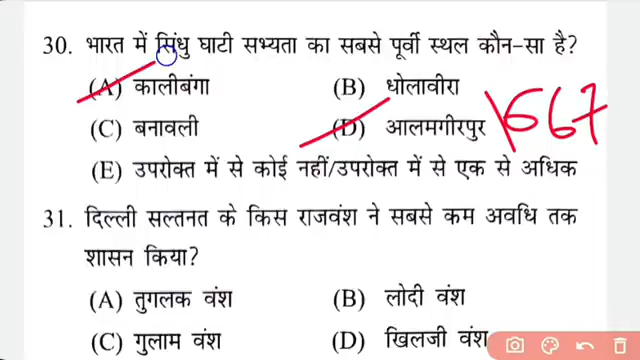 30. भारत में सिंधु घाटी सभ्यता का सबसे पूर्वी स्थल कौन-सा है?
(A) कालीबंगा (B) धोलावीरा
(C) बनावली (D) आलमगीरपुर \667
(E) उपरोक्त में से कोई नहीं/उपरोक्त में से एक से अधिक
31. दिल्ली सल्तनत के किस राजवंश ने सबसे कम अवधि तक
शासन किया?
(A) तुगलक वंश (B) लोदी वंश
(C) गुलाम वंश (D) खिलजी वंश